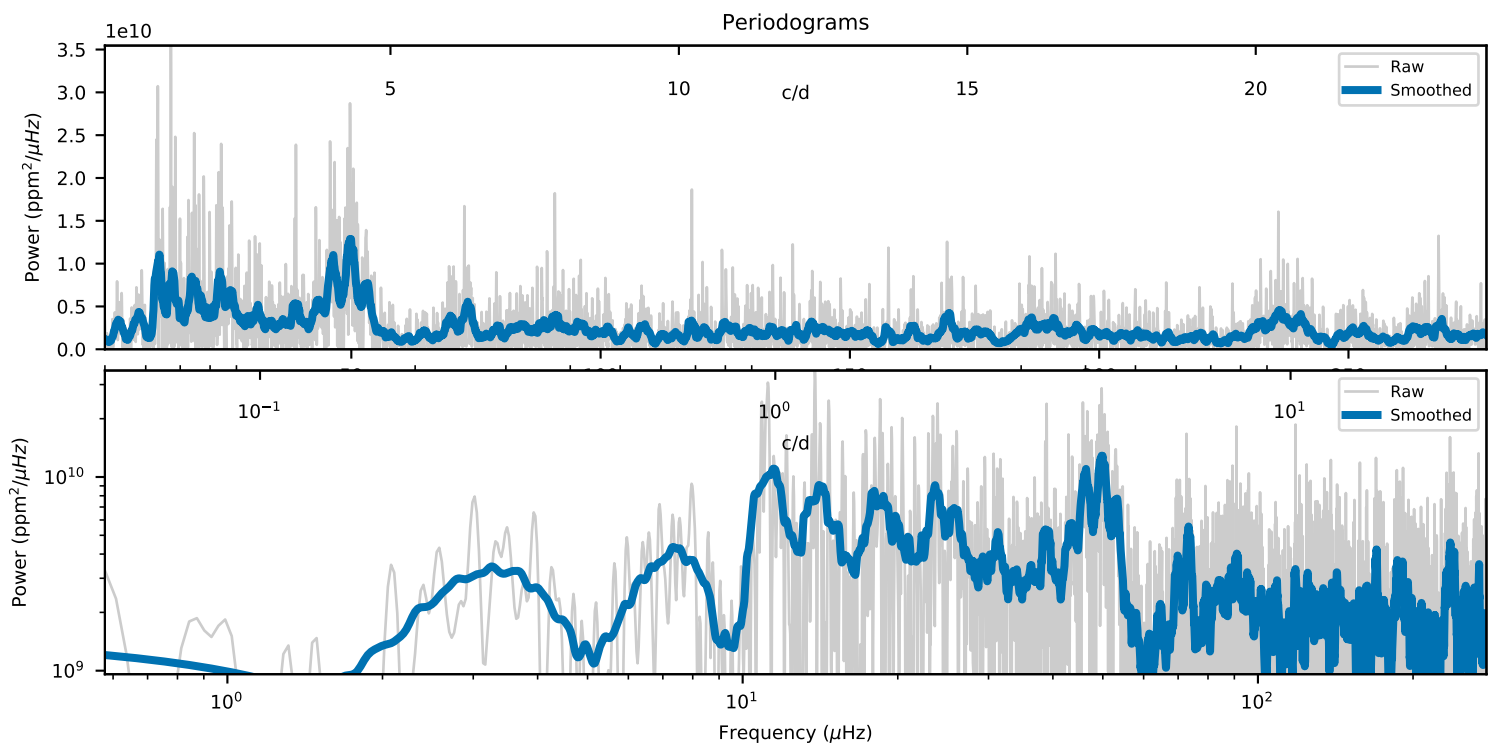 Periodograms
1e10
3.5
3.0
2.5
2.0
1.5
1.0
0.5
0.0
Power (ppm²/μHz)
5 10 15 20
c/d
Raw
Smoothed
10⁻¹ 10⁰ 10¹
c/d
Raw
Smoothed
10¹⁰
10⁹
Power (ppm²/μHz)
10⁰ 10¹ 10²
Frequency (μHz)